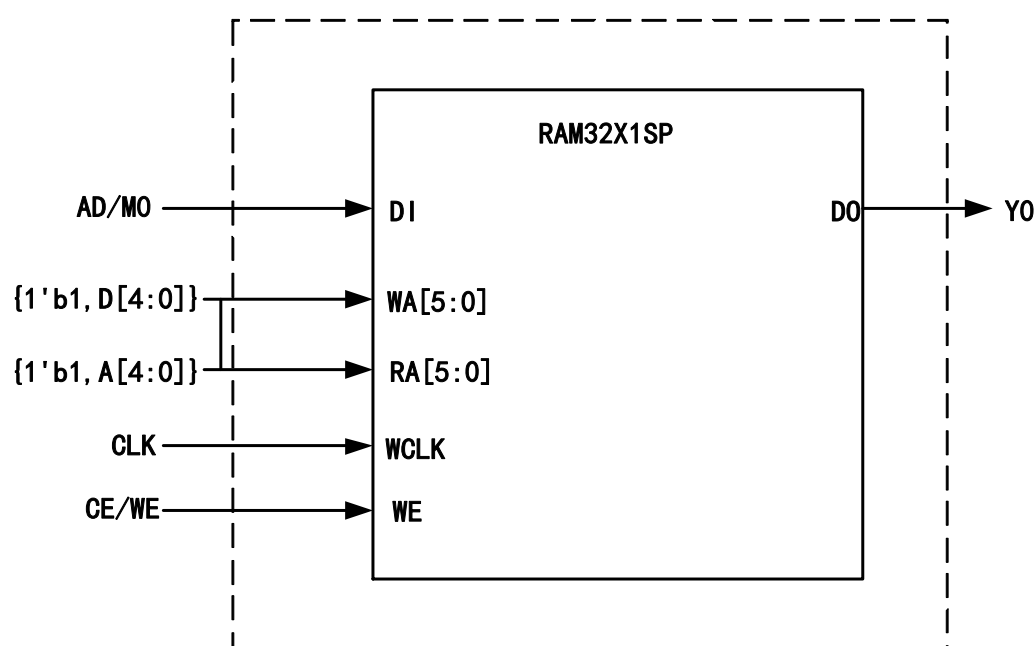 RAM32X1SP
AD/M0
DI
DO
Y0
{1'b1,D[4:0]}
WA[5:0]
{1'b1,A[4:0]}
RA[5:0]
CLK
WCLK
CE/WE
WE